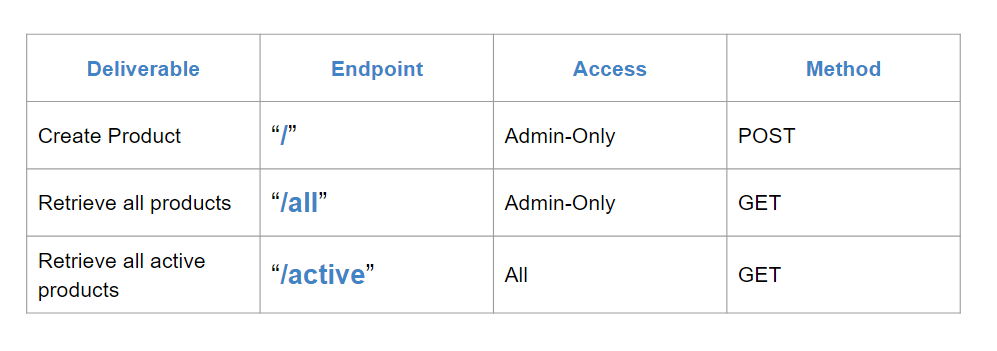 Deliverable Endpoint Access Method
Create Product “/” Admin-Only POST
Retrieve all products “/all” Admin-Only GET
Retrieve all active
products “/active” All GET